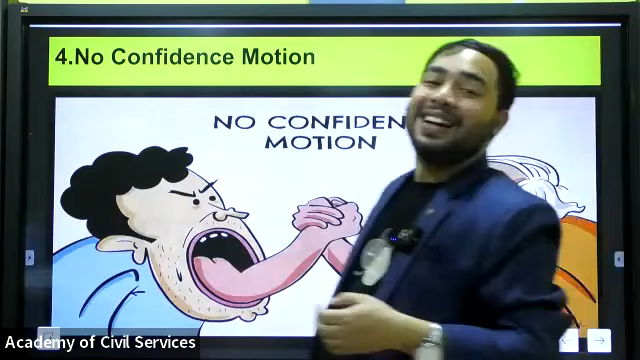 4.No Confidence Motion
NO CONFIDEN
MOTION
Academy of Civil Services